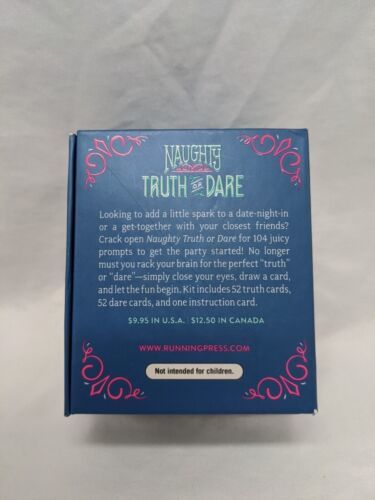 NAUGHTY
TRUTH OR DARE
Looking to add a little spark to a date-night-in
or a get-together with your closest friends?
Crack open Naughty Truth or Dare for 104 juicy
prompts to get the party started! No longer
must you rack your brain for the perfect "truth"
or "dare"—simply close your eyes, draw a card,
and let the fun begin. Kit includes 52 truth cards,
52 dare cards, and one instruction card.
$9.95 IN U.S.A. | $12.50 IN CANADA
WWW.RUNNINGPRESS.COM
Not intended for children.